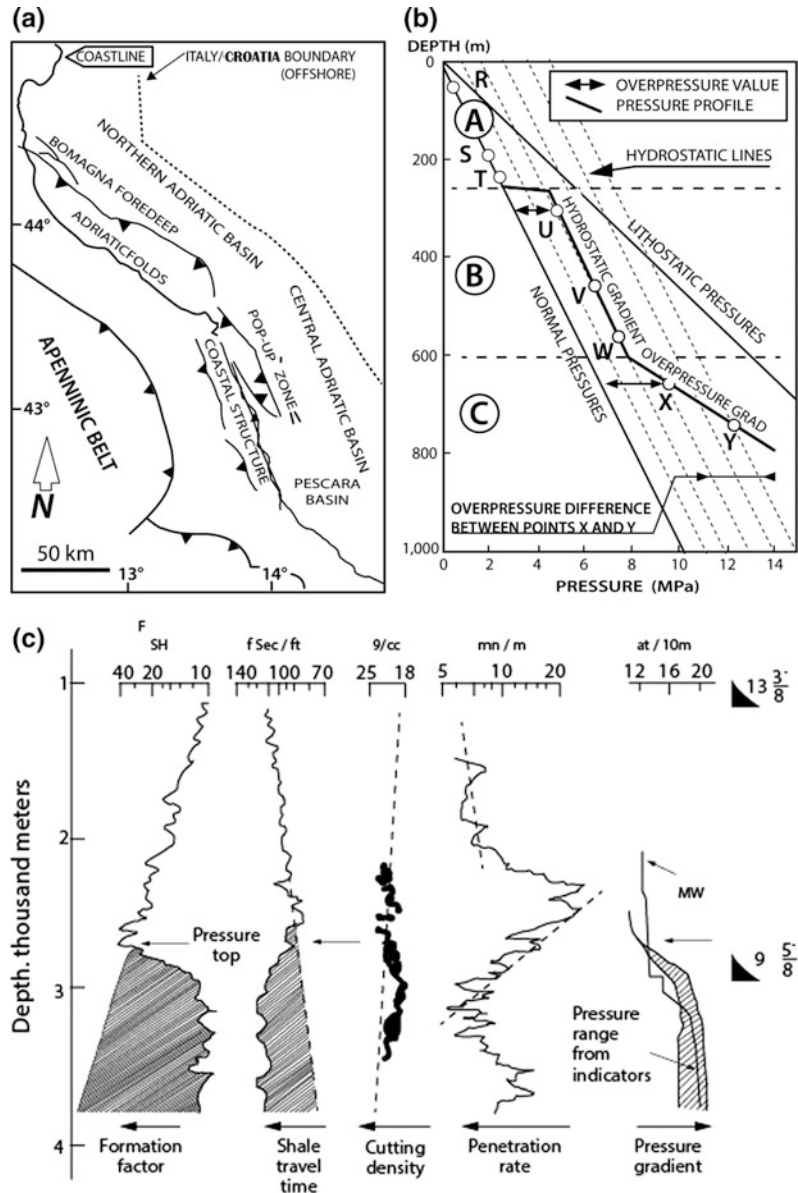 (a)
COASTLINE
ITALY/CROATIA BOUNDARY
(OFFSHORE)
BOMAGNA FOREDEEP
NORTHERN ADRIATIC BASIN
ADRIATICFOLDS
44°
POP-UP-ZONE
CENTRAL ADRIATIC BASIN
COASTAL STRUCTURE
APENNINIC BELT
43°
N
PESCARA
BASIN
50 km
13°
14°
(b)
DEPTH (m)
0
R
OVERPRESSURE VALUE
PRESSURE PROFILE
A
S
200
HYDROSTATIC LINES
T
U
HYDROSTATIC GRADIENT
LITHOSTATIC PRESSURES
400
B
V
NORMAL PRESSURES
W
OVERPRESSURE GRAD
600
X
C
Y
800
OVERPRESSURE DIFFERENCE
BETWEEN POINTS X AND Y
1,000
0 2 4 6 8 10 12 14
PRESSURE (MPa)
(c)
F
SH
f Sec / ft
9/cc
mn / m
at / 10m
40 20 10
140 100 70
25 18
5 10 20
12 16 20
13 3-/8
1
2
3
4
Depth. thousand meters
MW
Pressure
top
9 5-/8
Pressure
range
from
indicators
Formation
factor
Shale
travel
time
Cutting
density
Penetration
rate
Pressure
gradient